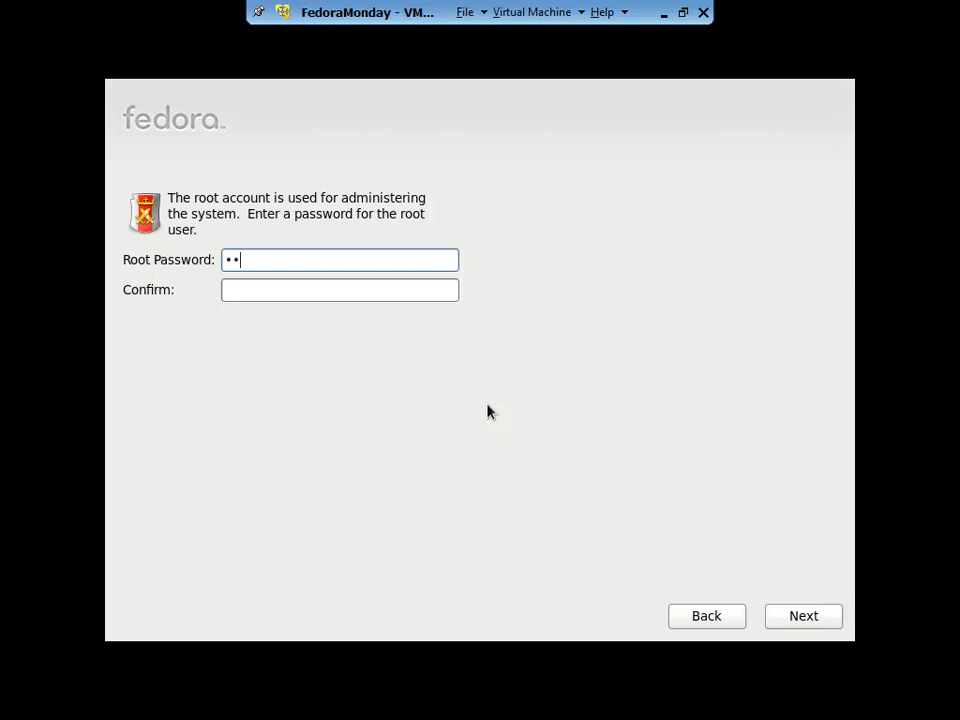 FedoraMonday - VM... File Virtual Machine Help
fedora™
The root account is used for administering
the system.  Enter a password for the root
user.
Root Password: ••
Confirm:
Back Next